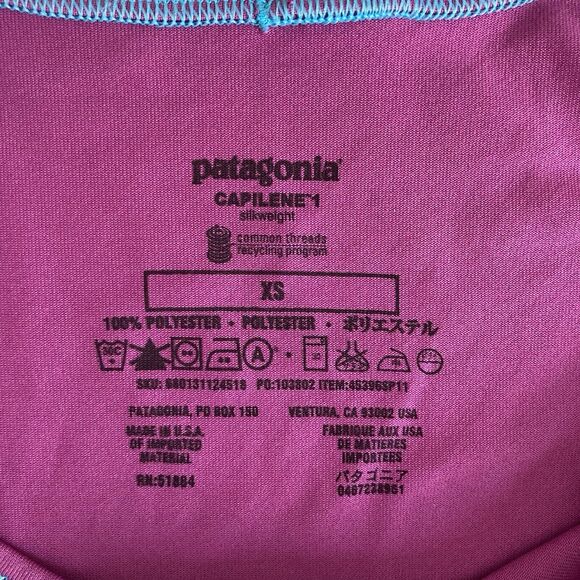 patagonia®
CAPILENE® 1
silkweight
common threads
recycling program
XS
100% POLYESTER • POLYESTER • ポリエステル
30C A
SKU: 880131124518 PO:103802 ITEM:45396SP11
PATAGONIA, PO BOX 150 VENTURA, CA 93002 USA
MADE IN U.S.A.
OF IMPORTED
MATERIAL
RN:51884
FABRIQUE AUX USA
DE MATIERES
IMPORTEES
パタゴニア
0467238961